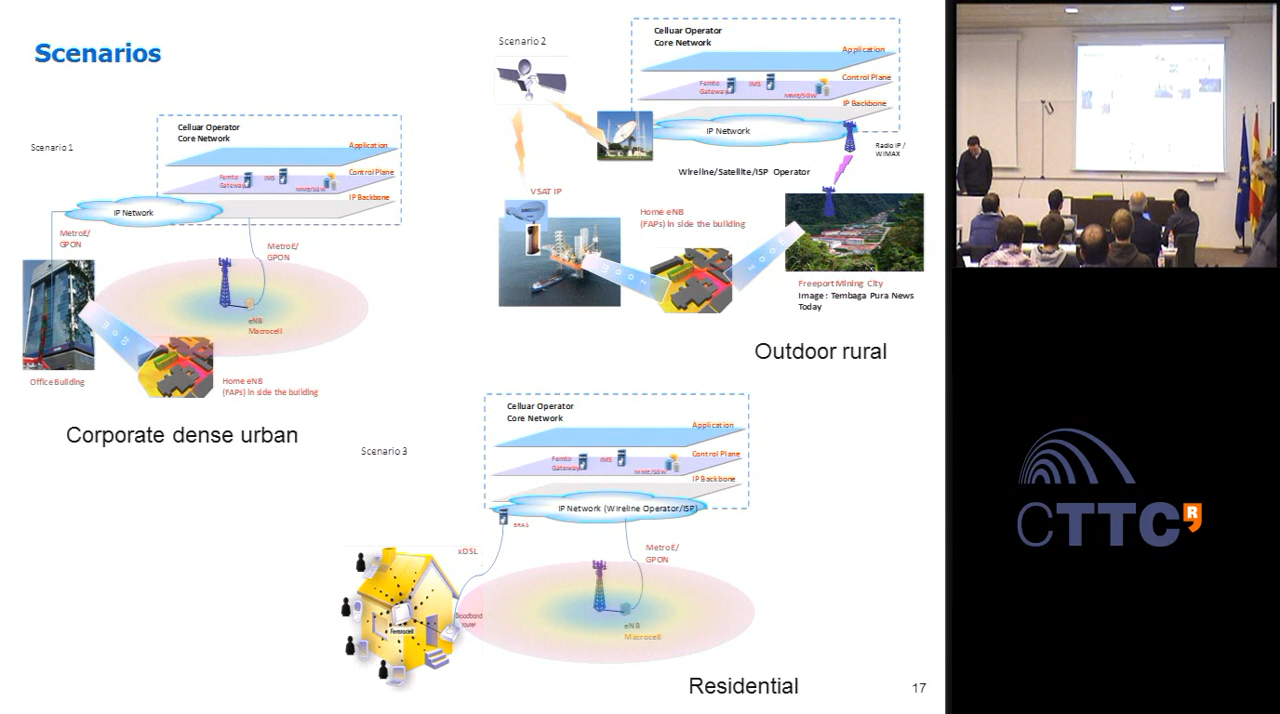 Scenarios
Scenario 1
Celluar Operator
Core Network
Application
Control Plane
Femto
Gateway
IMS
MME/SGW
IP Backbone
IP Network
MetroE/
GPON
MetroE/
GPON
eNB
Macrocell
Office Building
Home eNB
(FAPs) in side the building
Corporate dense urban
Scenario 2
Celluar Operator
Core Network
Application
Control Plane
Femto
Gateway
IMS
MME/SGW
IP Backbone
IP Network
Radio IP /
WIMAX
Wireline/Satellite/ISP Operator
VSAT IP
Home eNB
(FAPs) in side the building
Freeport Mining City
Image : Tembaga Pura News
Today
Outdoor rural
Scenario 3
Celluar Operator
Core Network
Application
Control Plane
Femto
Gateway
IMS
MME/SGW
IP Backbone
IP Network (Wireline Operator/ISP)
BRAS
xDSL
MetroE/
GPON
Femtocell
Broadband
router
eNB
Macrocell
Residential
17
CTTC
R